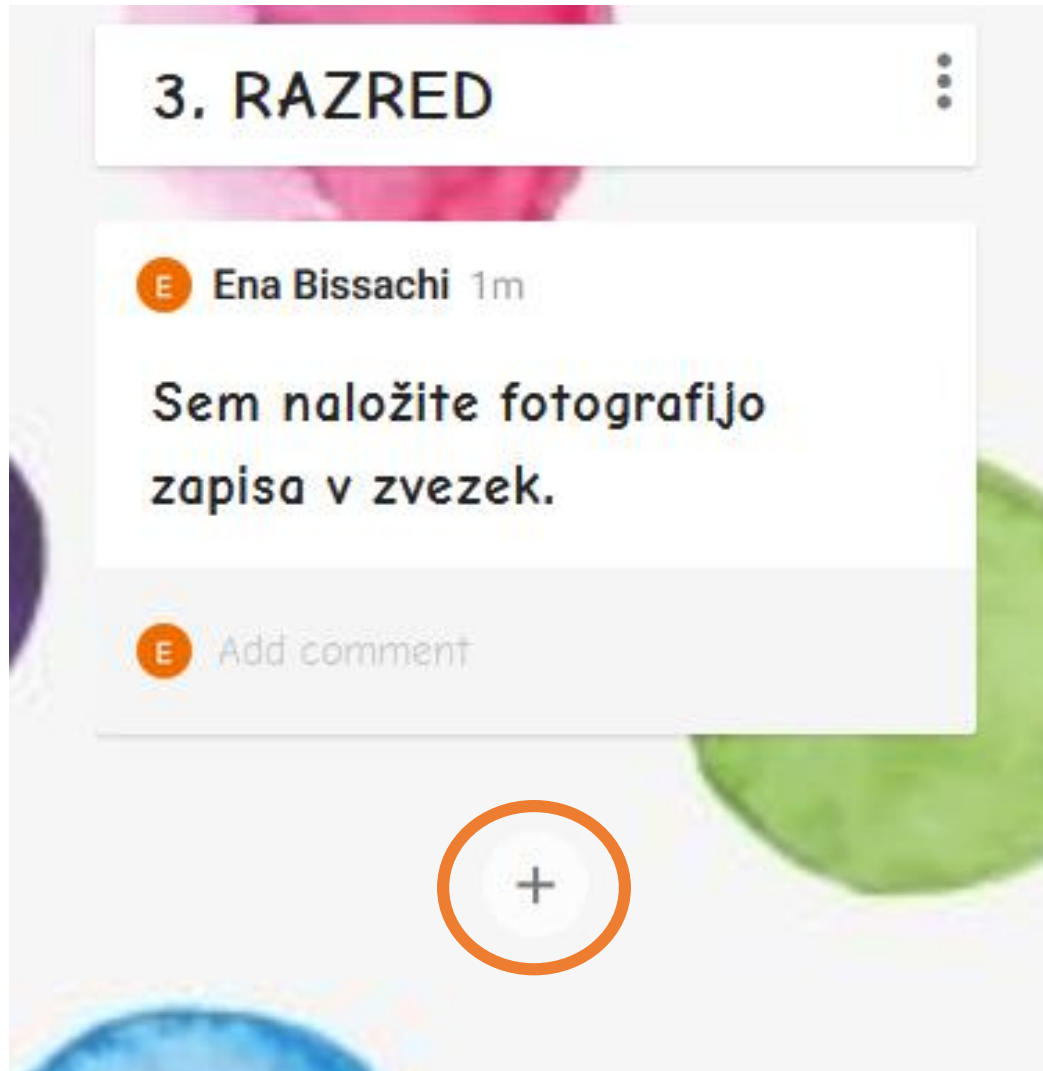 3. RAZRED
E Ena Bissachi 1m
Sem naložite fotografijo
zapisa v zvezek.
E Add comment
+